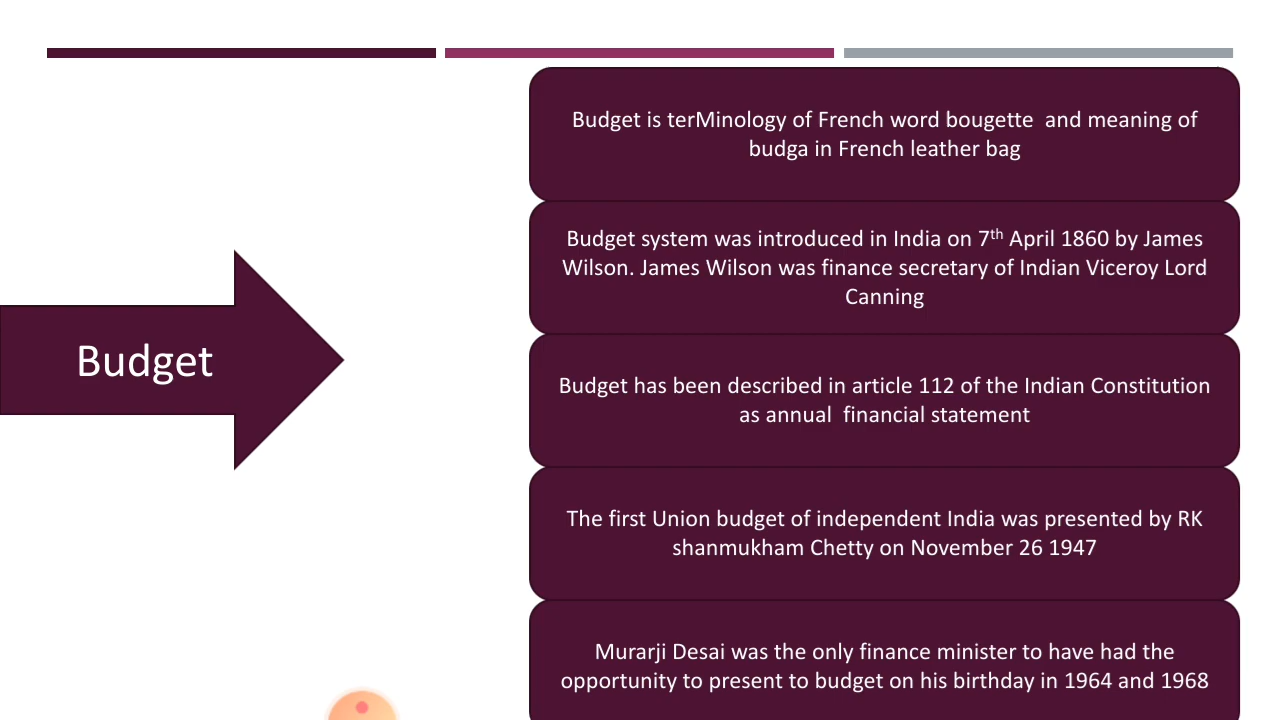 Budget
Budget is terMinology of French word bougette  and meaning of
budga in French leather bag
Budget system was introduced in India on 7th April 1860 by James
Wilson. James Wilson was finance secretary of Indian Viceroy Lord
Canning
Budget has been described in article 112 of the Indian Constitution
as annual  financial statement
The first Union budget of independent India was presented by RK
shanmukham Chetty on November 26 1947
Murarji Desai was the only finance minister to have had the
opportunity to present to budget on his birthday in 1964 and 1968